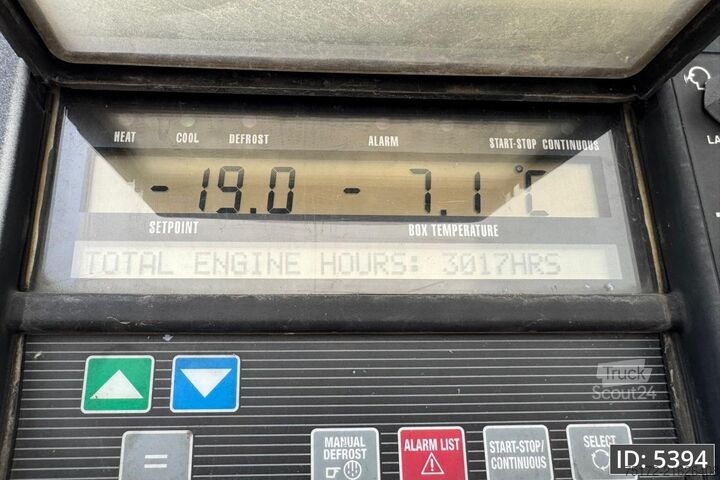 HEAT COOL DEFROST ALARM START-STOP CONTINUOUS
-19.0 -7.1°C
SETPOINT BOX TEMPERATURE
TOTAL ENGINE HOURS: 3017HRS
Truck
Scout24
=
MANUAL
DEFROST
ALARM LIST
START-STOP/
CONTINUOUS
SELECT
ID: 5394